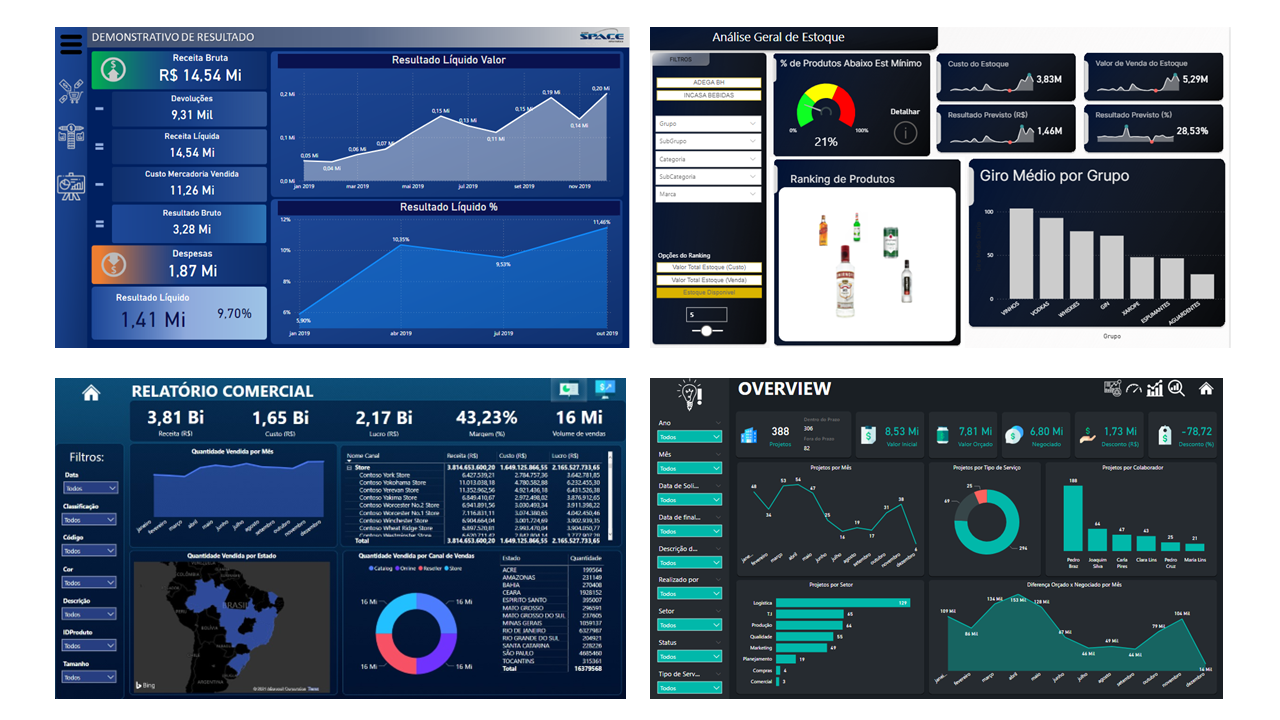 DEMONSTRATIVO DE RESULTADO
SPACE
Receita Bruta
R$ 14,54 Mi
Devoluções
9,31 Mil
Receita Líquida
14,54 Mi
Custo Mercadoria Vendida
11,26 Mi
Resultado Bruto
3,28 Mi
Despesas
1,87 Mi
Resultado Líquido
1,41 Mi
9,70%
Resultado Líquido Valor
0,2 Mi
0,1 Mi
0,0 Mi
0,05 Mi
0,04 Mi
0,06 Mi
0,07
0,15 Mi
0,13 Mi
0,11 Mi
0,15
0,19 Mi
0,14 Mi
0,20 Mi
jan 2019
mar 2019
mai 2019
jul 2019
set 2019
nov 2019
Resultado Líquido %
12%
10%
8%
6%
5,90%
10,35%
9,53%
11,46%
jan 2019
abr 2019
jul 2019
out 2019
Análise Geral de Estoque
FILTROS
ADEGA BH
INCASA BEBIDAS
Grupo
SubGrupo
Categoria
SubCategoria
Marca
Opções do Ranking
Valor Total Estoque (Custo)
Valor Total Estoque (Venda)
Estoque Disponível
5
% de Produtos Abaixo Est Mínimo
0%
100%
21%
Detalhar
Custo do Estoque
3,83M
Valor de Venda do Estoque
5,29M
Resultado Previsto (R$)
1,46M
Resultado Previsto (%)
28,53%
Ranking de Produtos
Giro Médio por Grupo
100
50
0
VINHOS
VODKAS
WHISKIES
GIN
XAROPE
ESPUMANTES
AGUARDENTES
Grupo
RELATÓRIO COMERCIAL
3,81 Bi
Receita (R$)
1,65 Bi
Custo (R$)
2,17 Bi
Lucro (R$)
43,23%
Margem (%)
16 Mi
Volume de vendas
Filtros:
Data
Todos
Classificação
Todos
Código
Todos
Cor
Todos
Descrição
Todos
IDProduto
Todos
Tamanho
Todos
Quantidade Vendida por Mês
janeiro
fevereiro
março
abril
maio
junho
julho
agosto
setembro
outubro
novembro
dezembro
Nome Canal Receita (R$) Custo (R$) Lucro (R$)
Store 3.814.653.600,20 1.649.125.866,55 2.165.527.733,65
Contoso York Store 6.427.539,21 2.784.757,36 3.642.781,85
Contoso Yokohama Store 11.013.038,18 4.780.582,88 6.232.455,30
Contoso Yerevan Store 11.352.962,56 4.921.436,18 6.431.526,38
Contoso Yakima Store 6.849.410,67 2.972.498,02 3.876.912,65
Contoso Worcester No.2 Store 6.941.891,56 3.030.493,34 3.911.398,22
Contoso Worcester No.1 Store 7.116.831,11 3.074.380,65 4.042.450,46
Contoso Winchester Store 6.904.664,04 3.001.724,69 3.902.939,35
Contoso Wheat Ridge Store 6.897.520,81 2.993.470,04 3.904.050,77
Contoso Westminster Store
Total 3.814.653.600,20 1.649.125.866,55 2.165.527.733,65
Quantidade Vendida por Estado
COLÔMBIA
BRASIL
PERU
BOLÍVIA
ARGENTINA
Bing
© 2021 Microsoft Corporation Terms
Quantidade Vendida por Canal de Vendas
Catalog Online Reseller Store
16 Mi
16 Mi
16 Mi
16 Mi
Estado Quantidade
ACRE 199564
AMAZONAS 231149
BAHIA 270408
CEARA 1928152
ESPIRITO SANTO 395007
MATO GROSSO 296591
MATO GROSSO DO SUL 237605
MINAS GERAIS 1059137
RIO DE JANEIRO 6327987
RIO GRANDE DO SUL 204921
SANTA CATARINA 228226
SÃO PAULO 4685460
TOCANTINS 315361
Total 16379568
OVERVIEW
388
Projetos
Dentro do Prazo
306
Fora do Prazo
82
8,53 Mi
Valor Inicial
7,81 Mi
Valor Orçado
6,80 Mi
Negociado
1,73 Mi
Desconto (R$)
-78,72
Desconto (%)
Ano
Todos
Mês
Todos
Data de Soli...
Todos
Data de final...
Todos
Descrição d...
Todos
Realizado por
Todos
Setor
Todos
Status
Todos
Tipo de Serv...
Todos
Projetos por Mês
48
34
53
54
47
25
16
19
17
31
38
4
jane...
fevereiro
março
abril
maio
junho
julho
agosto
setembro
outubro
novembro
dezembro
Projetos por Tipo de Serviço
25
69
294
Projetos por Colaborador
188
64
47
43
25
21
Pedro Braz
Joaquim Silva
Carla Pires
Clara Lins
Pedro Cruz
Maria Lins
Projetos por Setor
Logística 129
T.I 65
Produção 64
Qualidade 55
Marketing 49
Planejamento 19
Compras 4
Comercial 3
Diferença Orçado x Negociado por Mês
109 Mil
86 Mil
136 Mil
153 Mil
128 Mil
67 Mil
44 Mil
49 Mil
44 Mil
79 Mil
104 Mil
14 Mil
jane...
fevereiro
março
abril
maio
junho
julho
agosto
setembro
outubro
novembro
dezembro